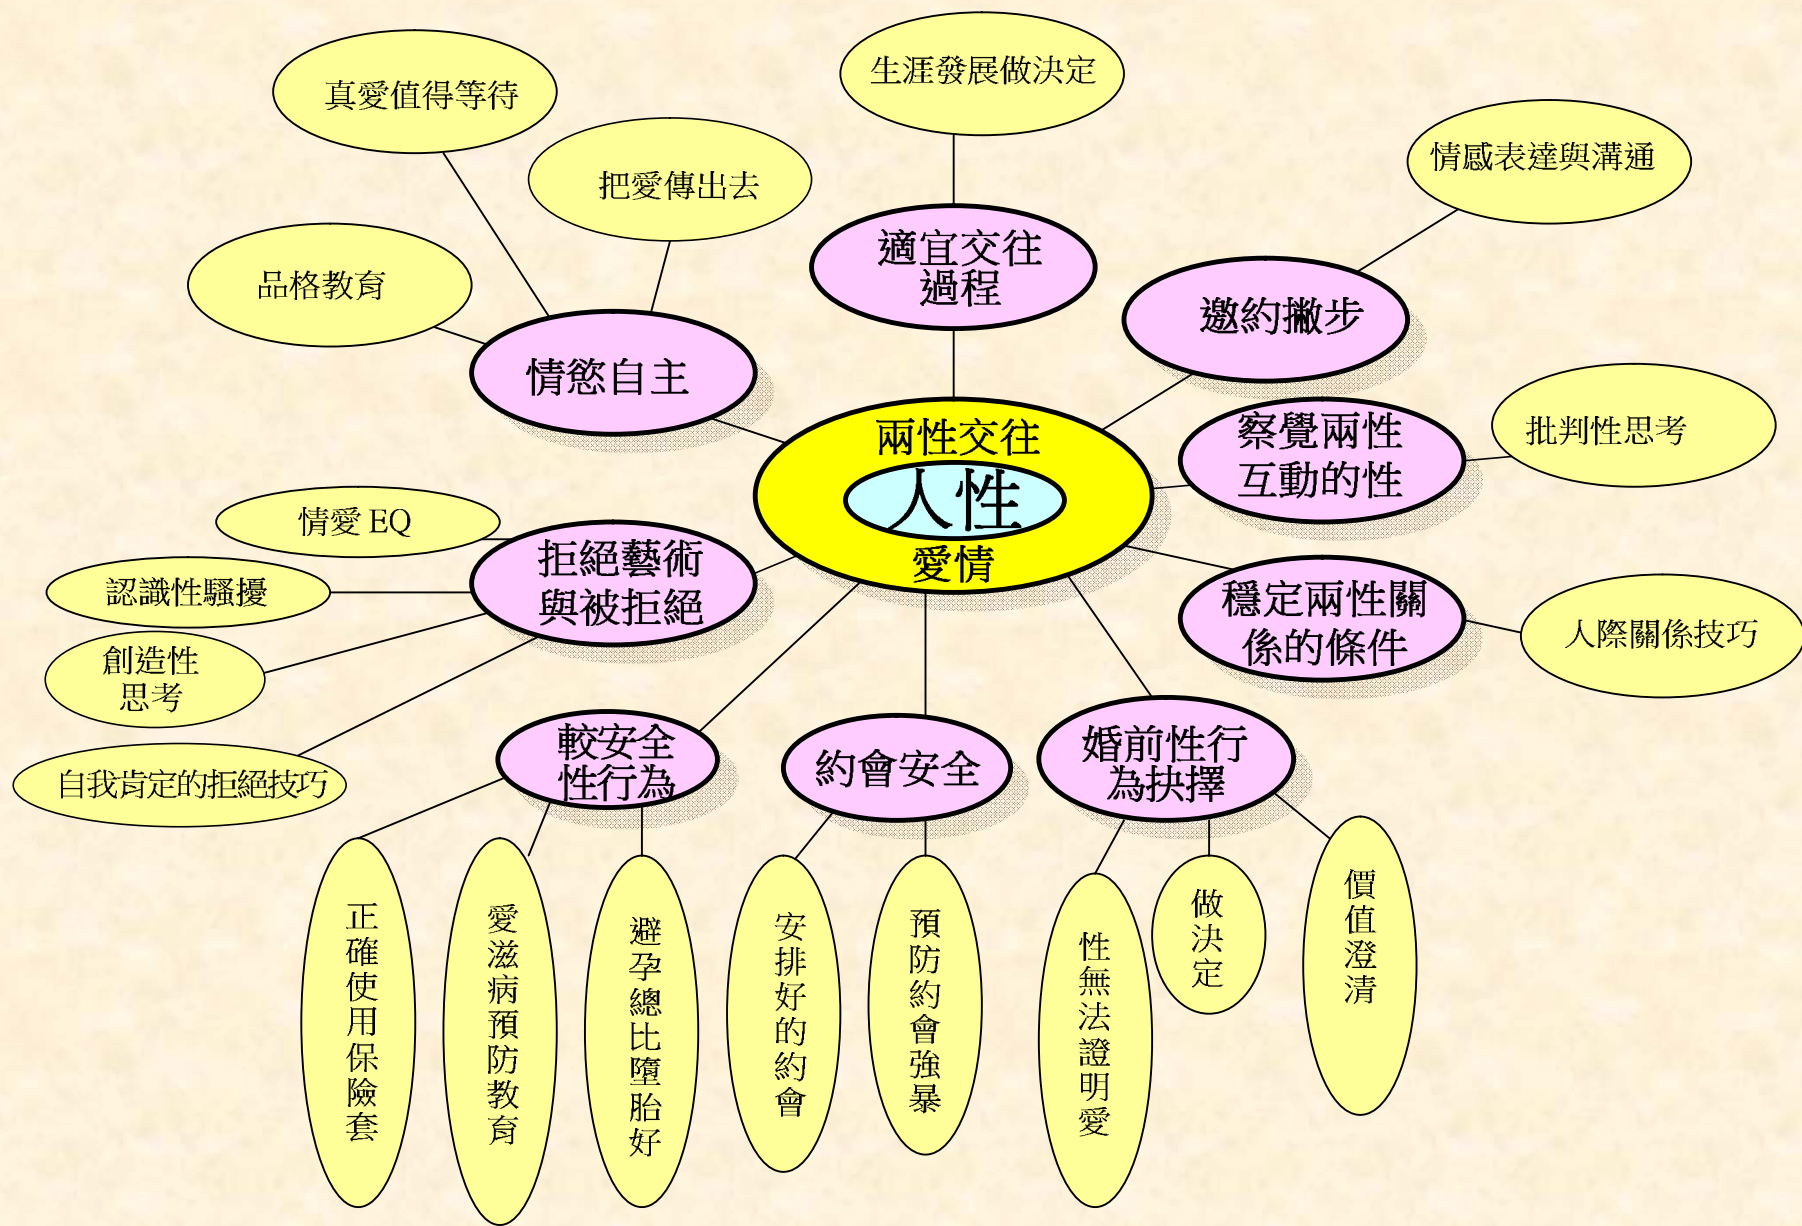 生涯發展做決定
真愛值得等待
情感表達與溝通
把愛傳出去
適宜交往
過程
品格教育
邀約撇步
情慾自主
兩性交往
人性
愛情
察覺兩性
互動的性
批判性思考
情愛 EQ
拒絕藝術
與被拒絕
認識性騷擾
穩定兩性關
係的條件
人際關係技巧
創造性
思考
自我肯定的拒絕技巧
較安全
性行為
約會安全
婚前性行
為抉擇
正確使用保險套
愛滋病預防教育
避孕總比墮胎好
安排好的約會
預防約會強暴
性無法證明愛
做決定
價值澄清